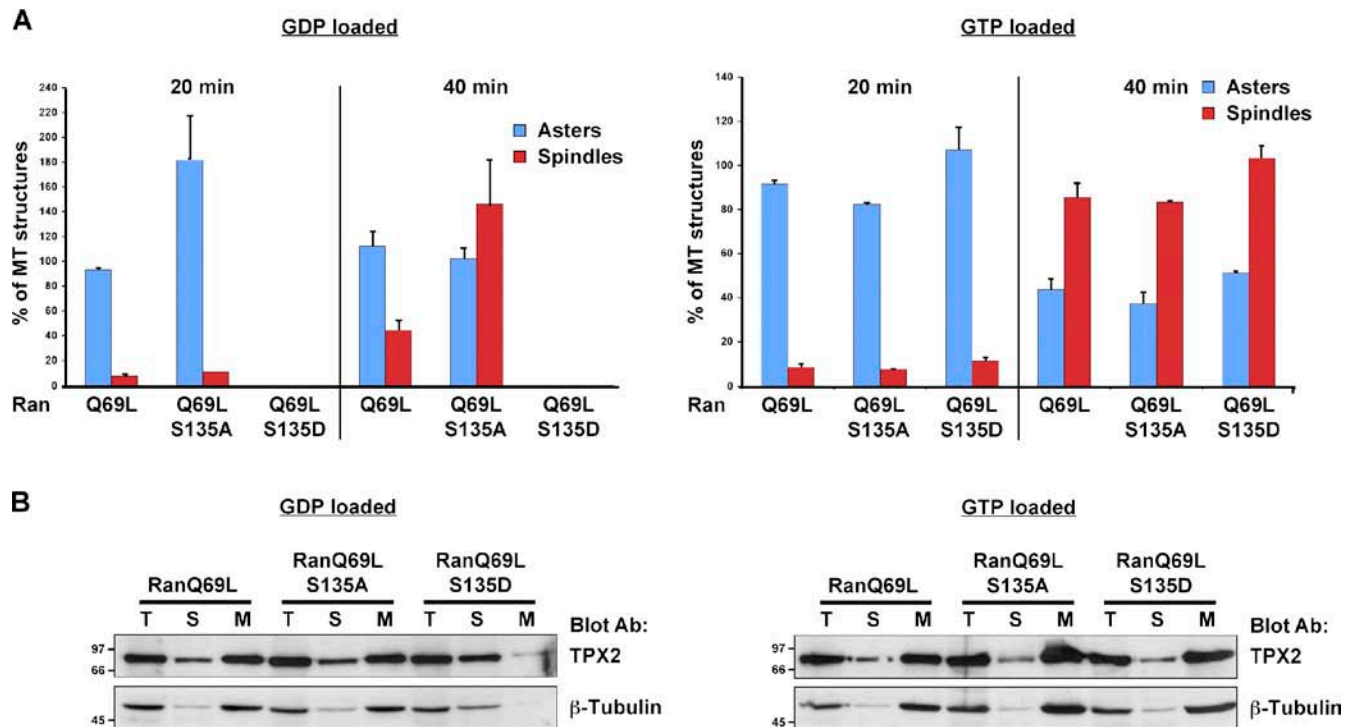 A
GDP loaded
20 min
40 min
Asters
Spindles
% of MT structures
240
220
200
180
160
140
120
100
80
60
40
20
0
Ran
Q69L
Q69L
S135A
Q69L
S135D
Q69L
Q69L
S135A
Q69L
S135D
GTP loaded
20 min
40 min
Asters
Spindles
% of MT structures
140
120
100
80
60
40
20
0
Q69L
Q69L
S135A
Q69L
S135D
Q69L
Q69L
S135A
Q69L
S135D
B
GDP loaded
RanQ69L
RanQ69L
S135A
RanQ69L
S135D
T S M T S M T S M
Blot Ab:
97
66
TPX2
45
β-Tubulin
GTP loaded
RanQ69L
RanQ69L
S135A
RanQ69L
S135D
T S M T S M T S M
Blot Ab:
97
66
TPX2
45
β-Tubulin